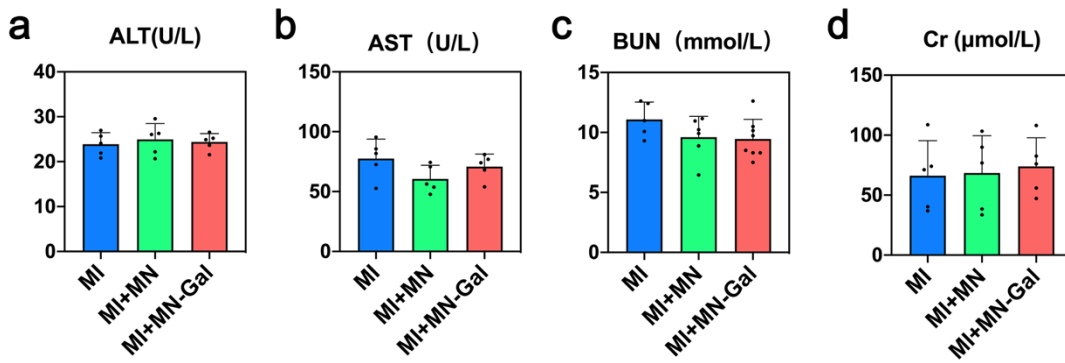 a
ALT(U/L)
40
30
20
10
0
MI
MI+MN
MI+MN-Gal
b
AST（U/L）
150
100
50
0
MI
MI+MN
MI+MN-Gal
c
BUN（mmol/L）
15
10
5
0
MI
MI+MN
MI+MN-Gal
d
Cr (μmol/L)
150
100
50
0
MI
MI+MN
MI+MN-Gal